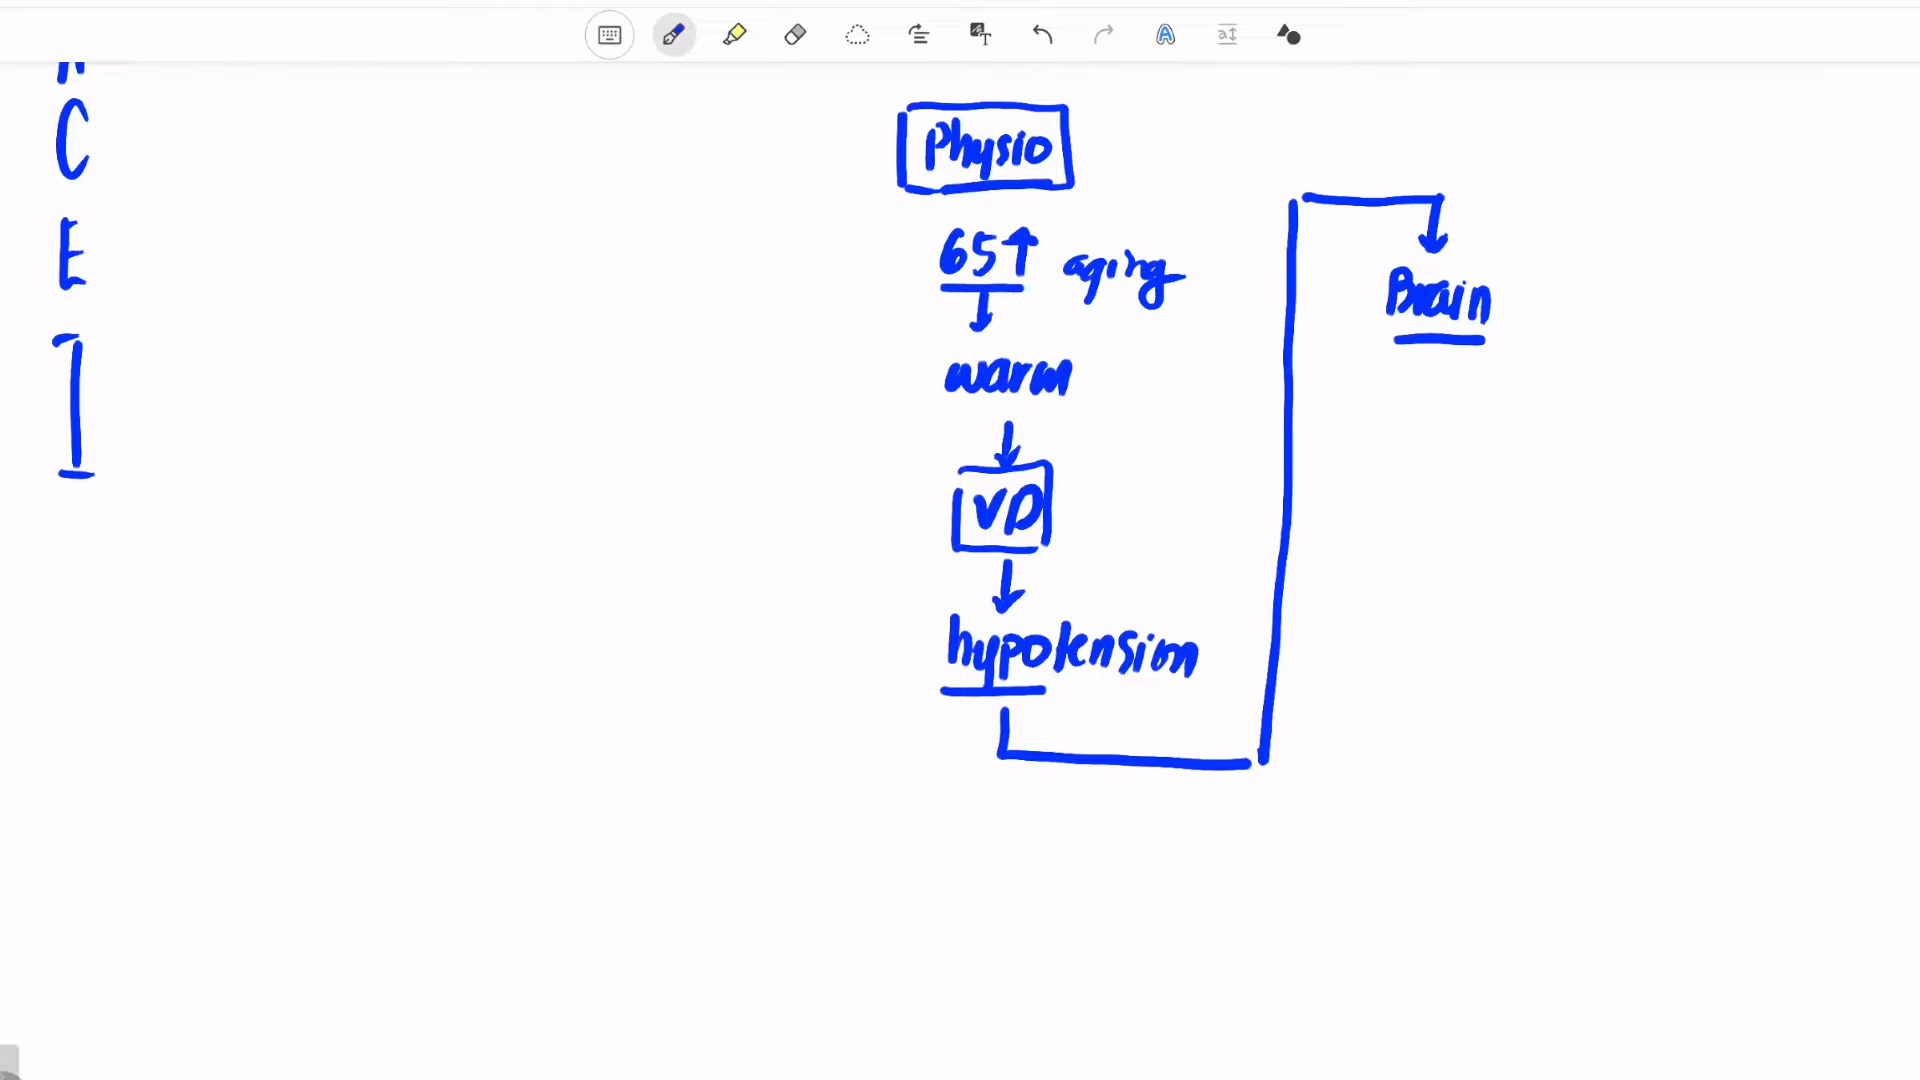 C
E
I
Physio
65↑ aging
warm
VD
hypotension
Brain